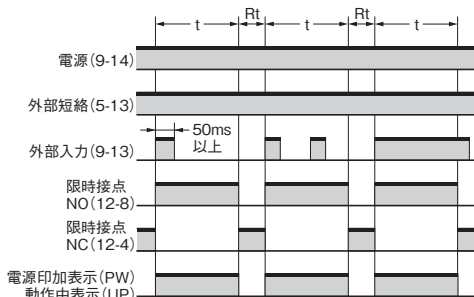 t Rt t Rt t
電源(9-14)
外部短絡(5-13)
50ms
以上
外部入力(9-13)
限時接点
NO(12-8)
限時接点
NC(12-4)
電源印加表示(PW)
動作中表示(UP)